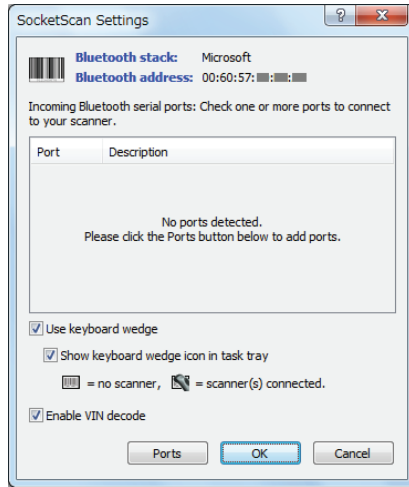 SocketScan Settings
Bluetooth stack: Microsoft
Bluetooth address: 00:60:57:
Incoming Bluetooth serial ports: Check one or more ports to connect
to your scanner.
Port Description
No ports detected.
Please click the Ports button below to add ports.
Use keyboard wedge
Show keyboard wedge icon in task tray
= no scanner, = scanner(s) connected.
Enable VIN decode
Ports OK Cancel